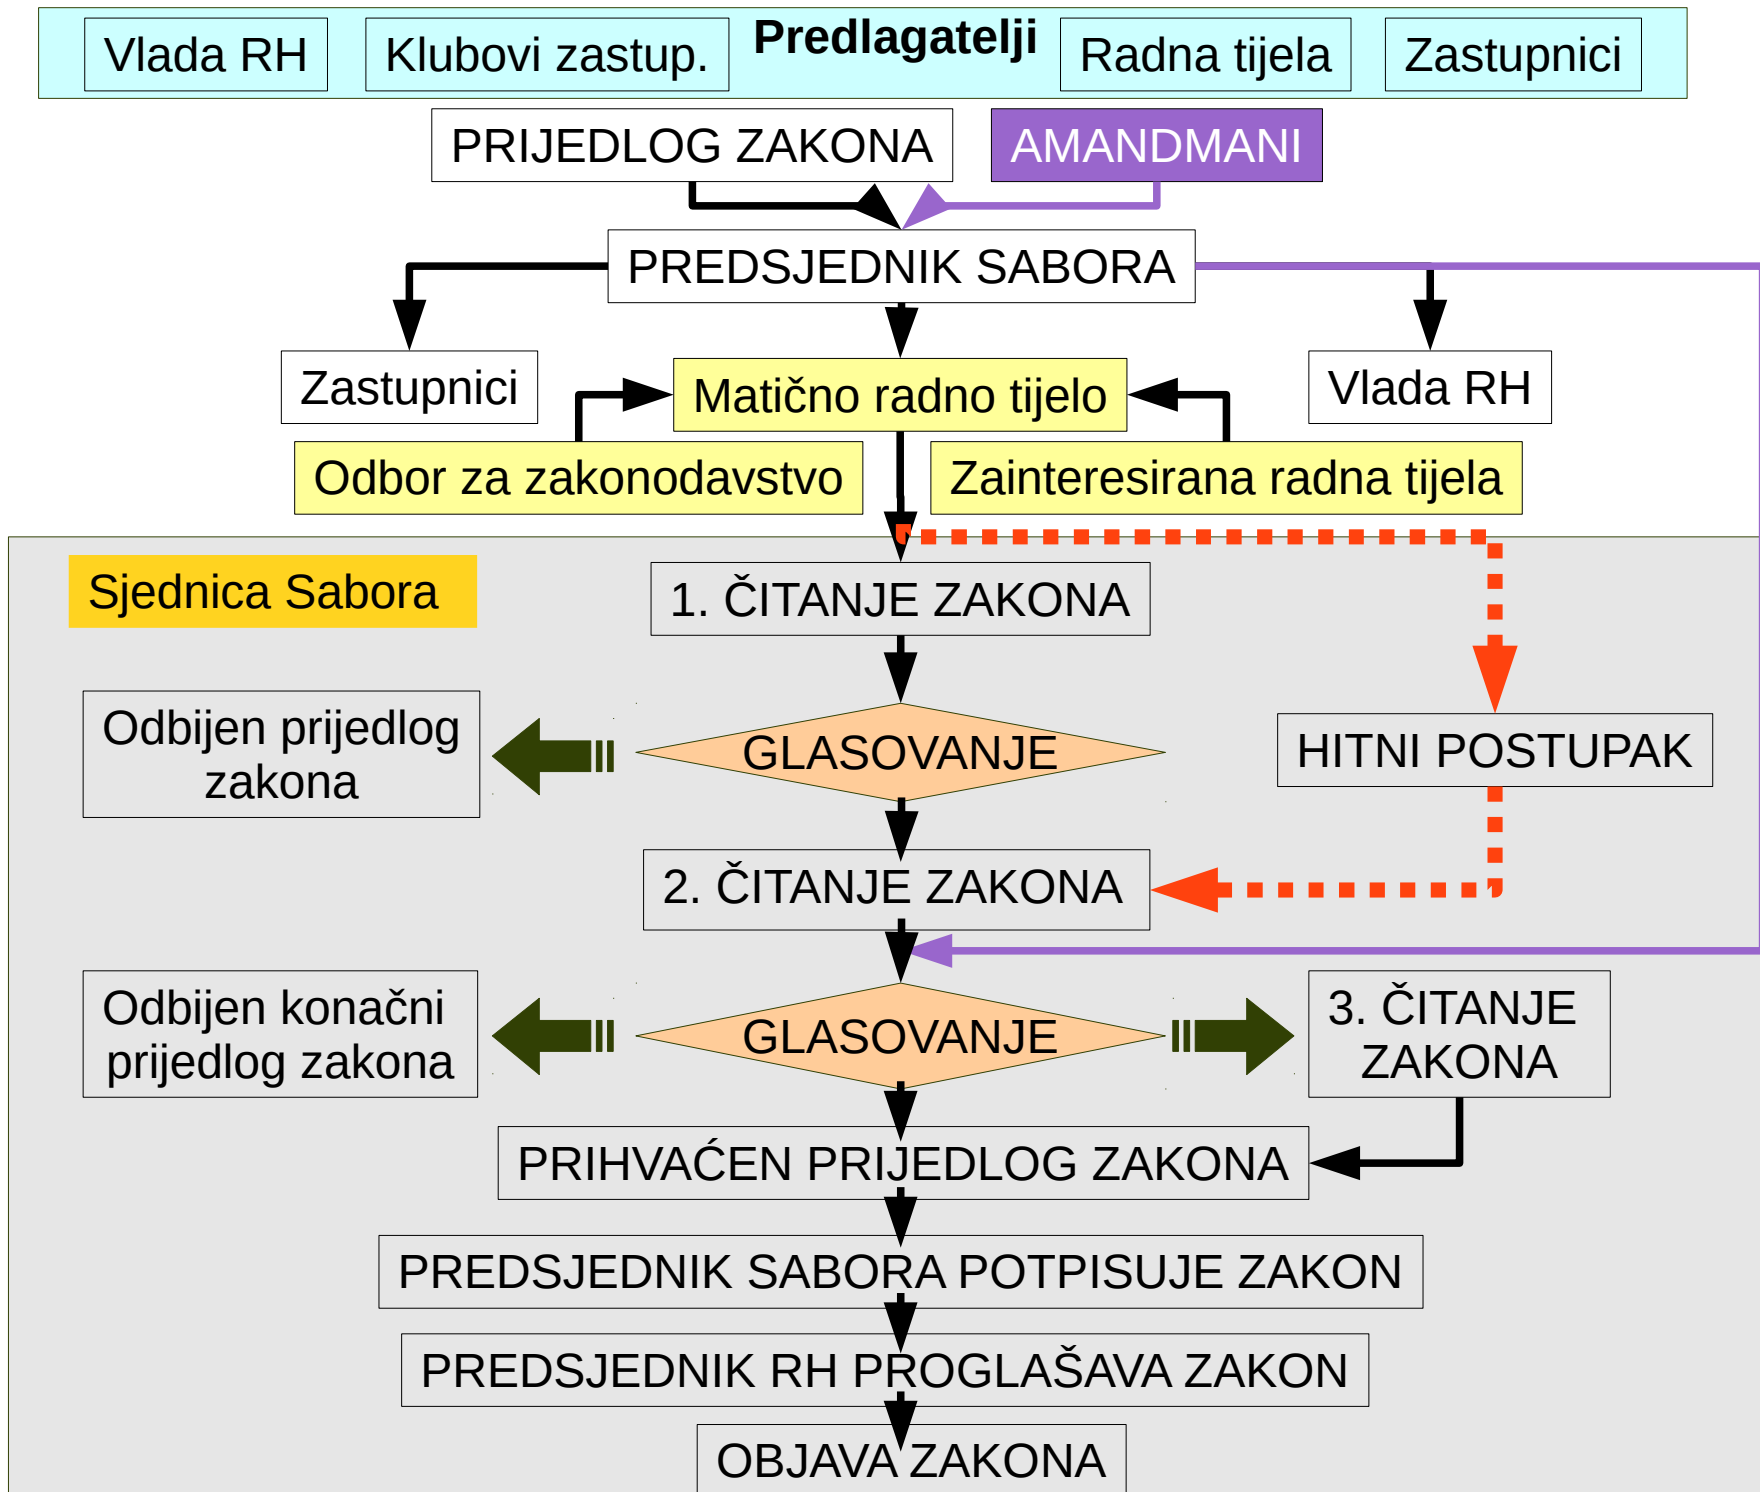 Predlagatelji
Vlada RH
Klubovi zastup.
Radna tijela
Zastupnici
PRIJEDLOG ZAKONA
AMANDMANI
PREDSJEDNIK SABORA
Zastupnici
Matično radno tijelo
Vlada RH
Odbor za zakonodavstvo
Zainteresirana radna tijela
Sjednica Sabora
1. ČITANJE ZAKONA
Odbijen prijedlog
zakona
GLASOVANJE
HITNI POSTUPAK
2. ČITANJE ZAKONA
Odbijen konačni
prijedlog zakona
GLASOVANJE
3. ČITANJE
ZAKONA
PRIHVAĆEN PRIJEDLOG ZAKONA
PREDSJEDNIK SABORA POTPISUJE ZAKON
PREDSJEDNIK RH PROGLAŠAVA ZAKON
OBJAVA ZAKONA